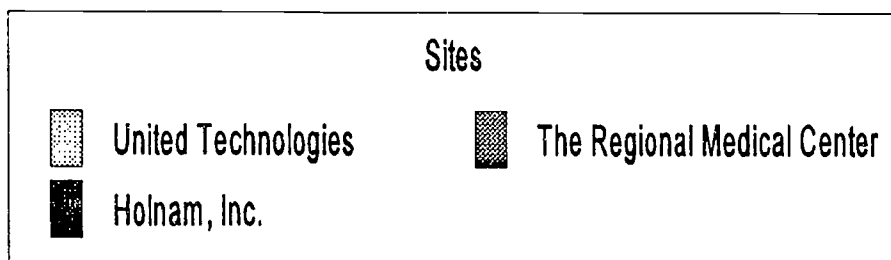 Sites
United Technologies
The Regional Medical Center
Holnam, Inc.